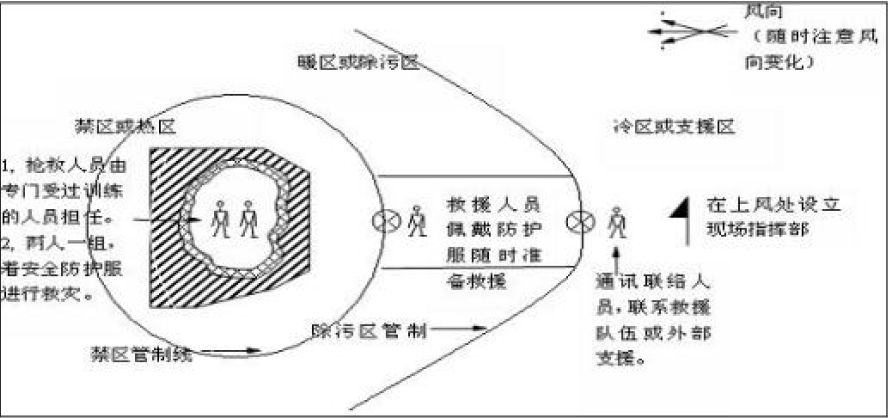 风向
（随时注意风
向变化）
暖区或除污区
禁区或热区
冷区或支援区
1, 抢救人员由
专门受过训练
的人员担任。
2, 两人一组,
着安全防护服
进行救灾。
救援人员
佩戴防护
服随时准
备救援
在上风处设立
现场指挥部
通讯联络人
员,联系救援
队伍或外部
支援。
除污区管制
禁区管制线